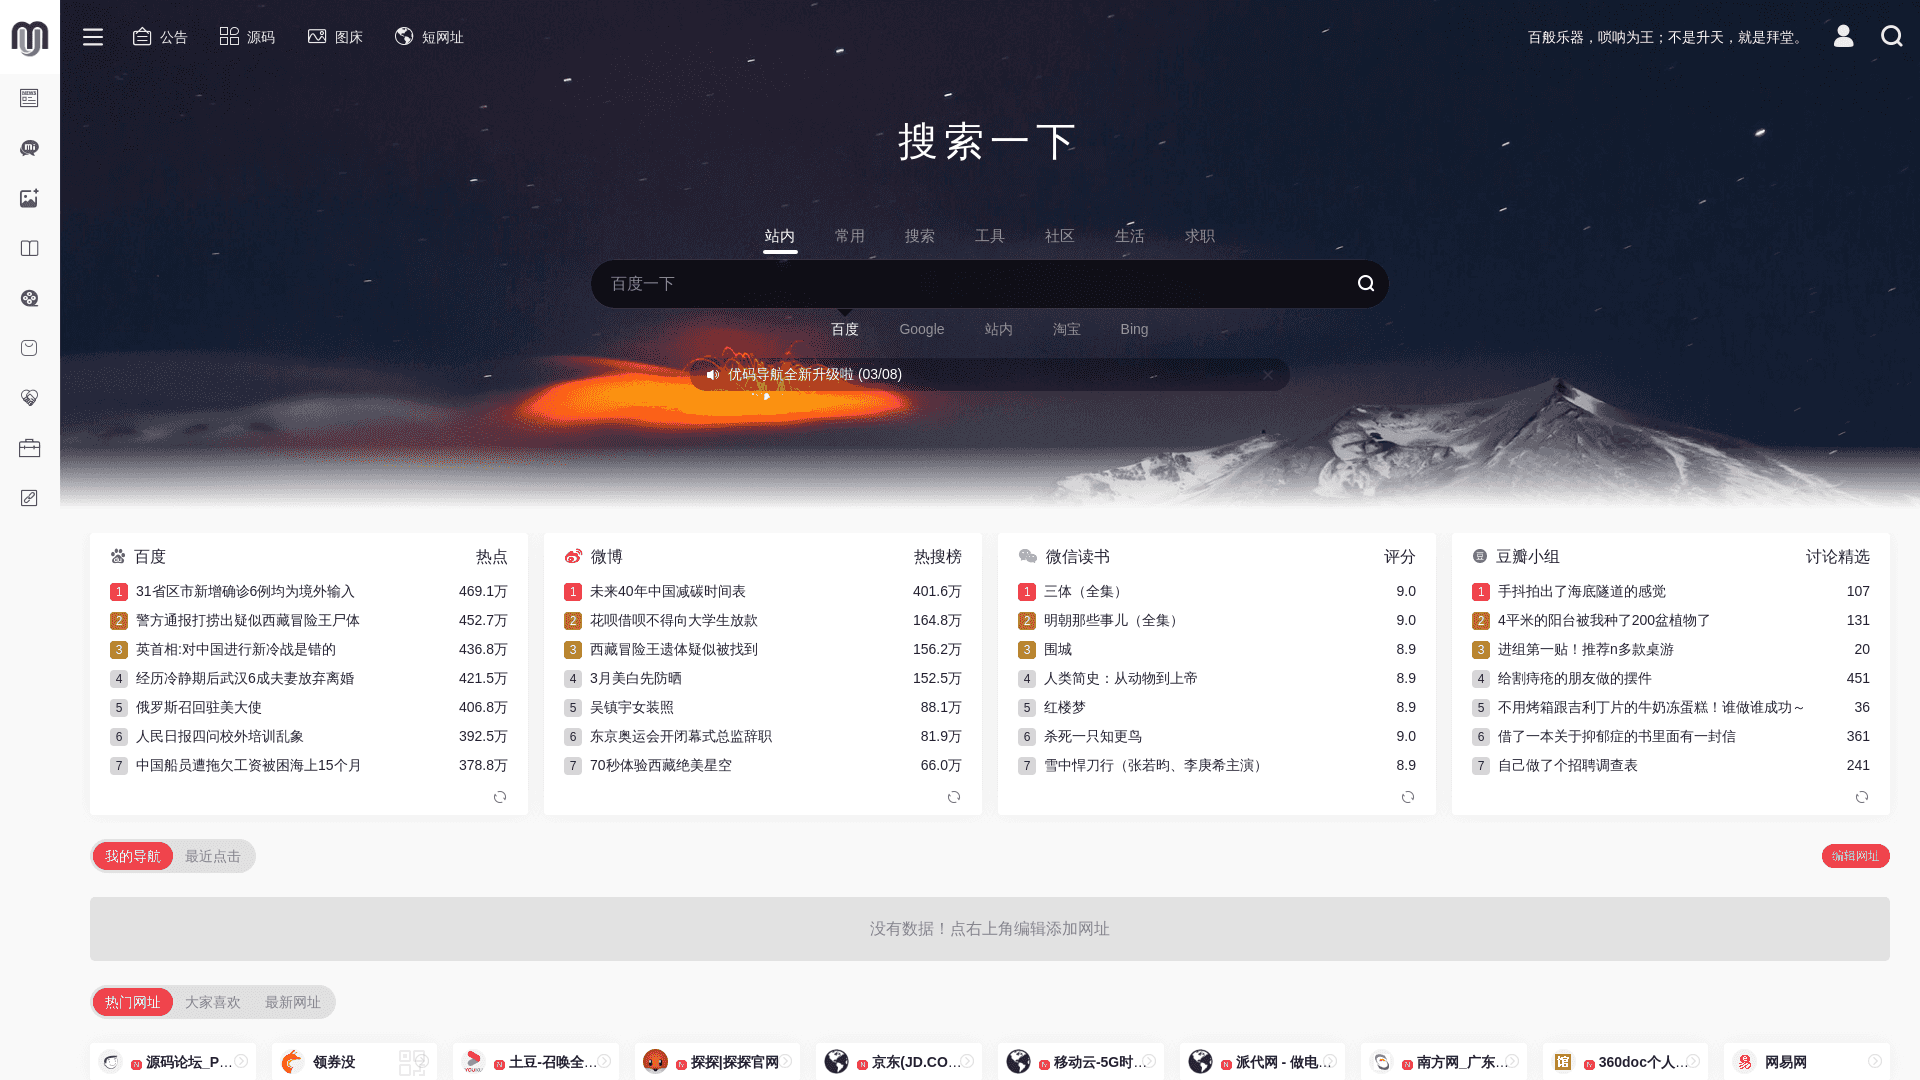 公告 源码 图床 短网址 百般乐器，唢呐为王；不是升天，就是拜堂。
搜索一下
站内 常用 搜索 工具 社区 生活 求职
百度一下
百度 Google 站内 淘宝 Bing
优码导航全新升级啦 (03/08)
百度 热点
1 31省区市新增确诊6例均为境外输入 469.1万
2 警方通报打捞出疑似西藏冒险王尸体 452.7万
3 英首相:对中国进行新冷战是错的 436.8万
4 经历冷静期后武汉6成夫妻放弃离婚 421.5万
5 俄罗斯召回驻美大使 406.8万
6 人民日报四问校外培训乱象 392.5万
7 中国船员遭拖欠工资被困海上15个月 378.8万
微博 热搜榜
1 未来40年中国减碳时间表 401.6万
2 花呗借呗不得向大学生放款 164.8万
3 西藏冒险王遗体疑似被找到 156.2万
4 3月美白先防晒 152.5万
5 吴镇宇女装照 88.1万
6 东京奥运会开闭幕式总监辞职 81.9万
7 70秒体验西藏绝美星空 66.0万
微信读书 评分
1 三体（全集） 9.0
2 明朝那些事儿（全集） 9.0
3 围城 8.9
4 人类简史：从动物到上帝 8.9
5 红楼梦 8.9
6 杀死一只知更鸟 9.0
7 雪中悍刀行（张若昀、李庚希主演） 8.9
豆瓣小组 讨论精选
1 手抖拍出了海底隧道的感觉 107
2 4平米的阳台被我种了200盆植物了 131
3 进组第一贴！推荐n多款桌游 20
4 给割痔疮的朋友做的摆件 451
5 不用烤箱跟吉利丁片的牛奶冻蛋糕！谁做谁成功～ 36
6 借了一本关于抑郁症的书里面有一封信 361
7 自己做了个招聘调查表 241
我的导航 最近点击 编辑网址
没有数据！点右上角编辑添加网址
热门网址 大家喜欢 最新网址
N 源码论坛_P... 领券没 N 土豆-召唤全... N 探探|探探官网 N 京东(JD.CO... N 移动云-5G时... N 派代网 - 做电... N 南方网_广东... N 360doc个人... 网易网